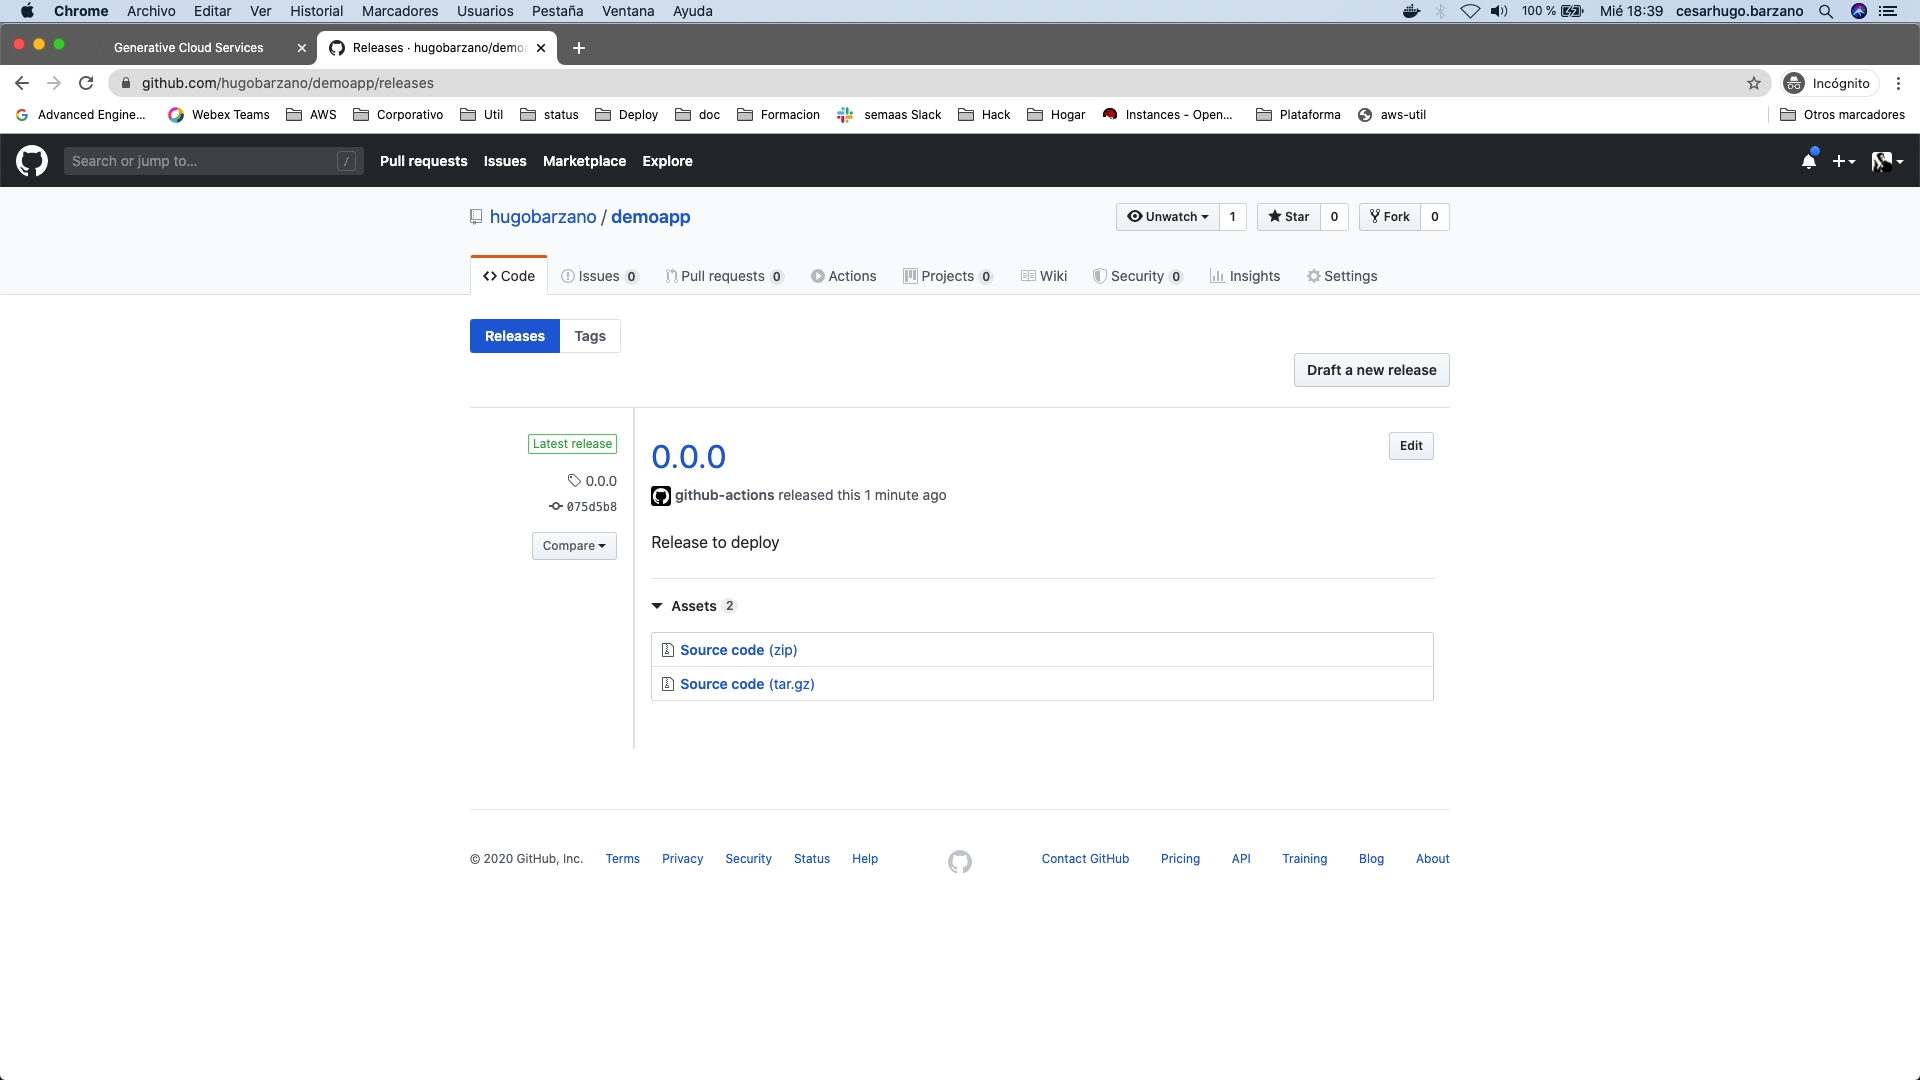 Chrome Archivo Editar Ver Historial Marcadores Usuarios Pestaña Ventana Ayuda 100 % Mié 18:39 cesarhugo.barzano
Generative Cloud Services Releases · hugobarzano/demoa
github.com/hugobarzano/demoapp/releases Incógnito
Advanced Engine... Webex Teams AWS Corporativo Util status Deploy doc Formacion semaas Slack Hack Hogar Instances - Open... Plataforma aws-util Otros marcadores
Search or jump to... / Pull requests Issues Marketplace Explore
hugobarzano / demoapp Unwatch 1 Star 0 Fork 0
Code Issues 0 Pull requests 0 Actions Projects 0 Wiki Security 0 Insights Settings
Releases Tags
Draft a new release
Latest release
0.0.0
075d5b8
Compare
0.0.0
Edit
github-actions released this 1 minute ago
Release to deploy
Assets 2
Source code (zip)
Source code (tar.gz)
© 2020 GitHub, Inc. Terms Privacy Security Status Help Contact GitHub Pricing API Training Blog About